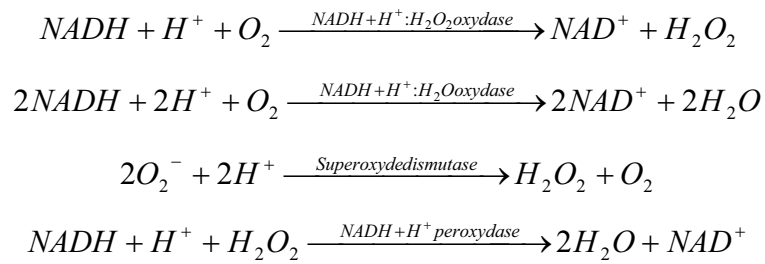 NADH + H⁺ + O₂ —NADH+H⁺:H₂O₂oxydase→ NAD⁺ + H₂O₂
2NADH + 2H⁺ + O₂ —NADH+H⁺:H₂Ooxydase→ 2NAD⁺ + 2H₂O
2O₂⁻ + 2H⁺ —Superoxydedismutase→ H₂O₂ + O₂
NADH + H⁺ + H₂O₂ —NADH+H⁺peroxydase→ 2H₂O + NAD⁺